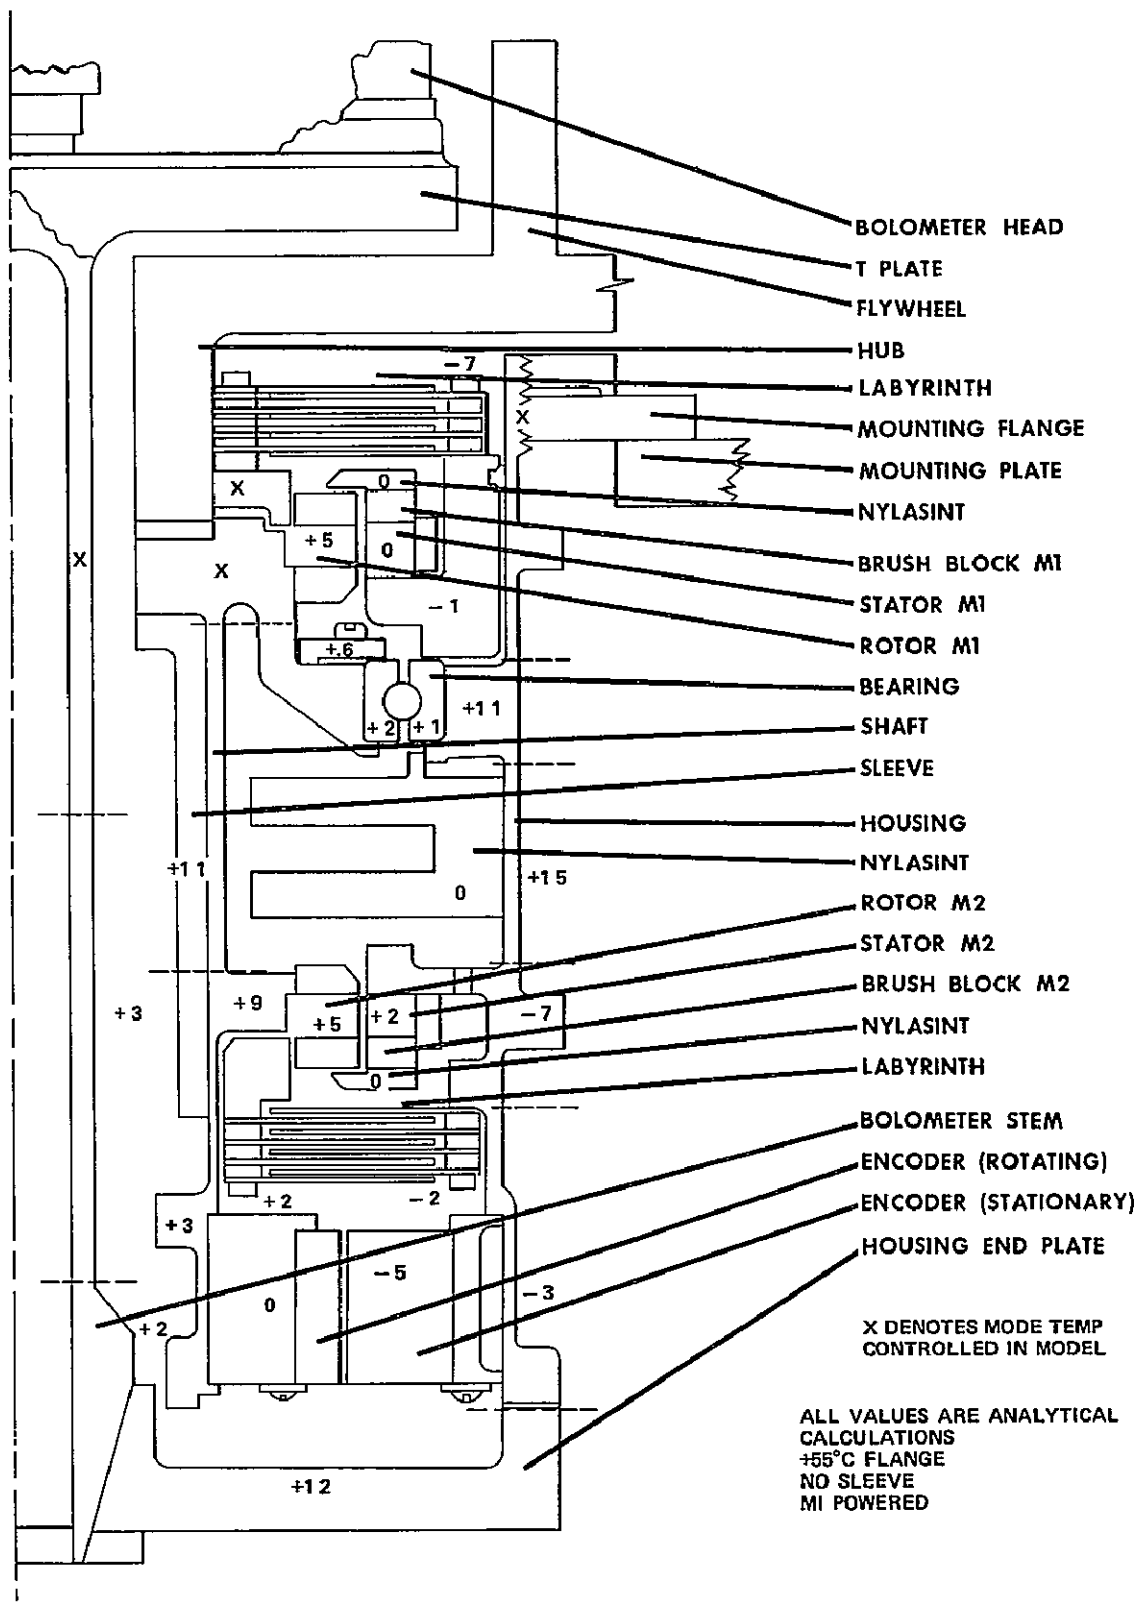 BOLOMETER HEAD
T PLATE
FLYWHEEL
HUB
-7
LABYRINTH
X
MOUNTING FLANGE
MOUNTING PLATE
X
0
NYLASINT
+5
0
BRUSH BLOCK M1
X
X
-1
STATOR M1
+.6
ROTOR M1
BEARING
+2
+1
+11
SHAFT
SLEEVE
HOUSING
NYLASINT
+11
+15
0
ROTOR M2
STATOR M2
BRUSH BLOCK M2
+3
+9
+5
+2
-7
NYLASINT
0
LABYRINTH
BOLOMETER STEM
ENCODER (ROTATING)
+2
-2
ENCODER (STATIONARY)
+3
HOUSING END PLATE
-5
0
-3
+2
X DENOTES MODE TEMP
CONTROLLED IN MODEL
ALL VALUES ARE ANALYTICAL
CALCULATIONS
+55°C FLANGE
NO SLEEVE
MI POWERED
+12